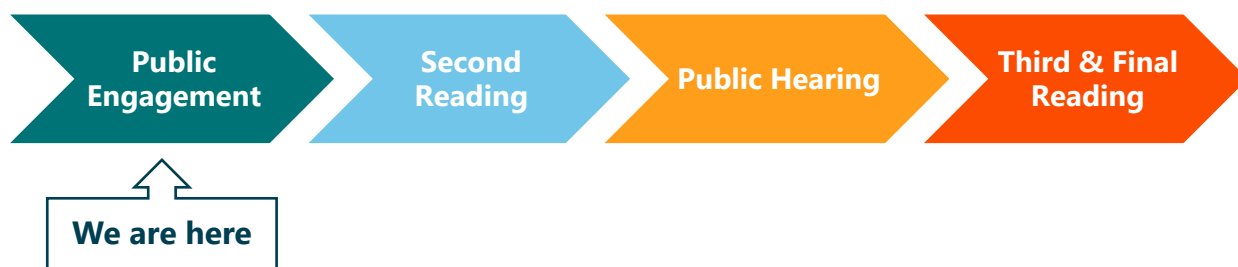 Public
Engagement
Second
Reading
Public Hearing
Third & Final
Reading
We are here